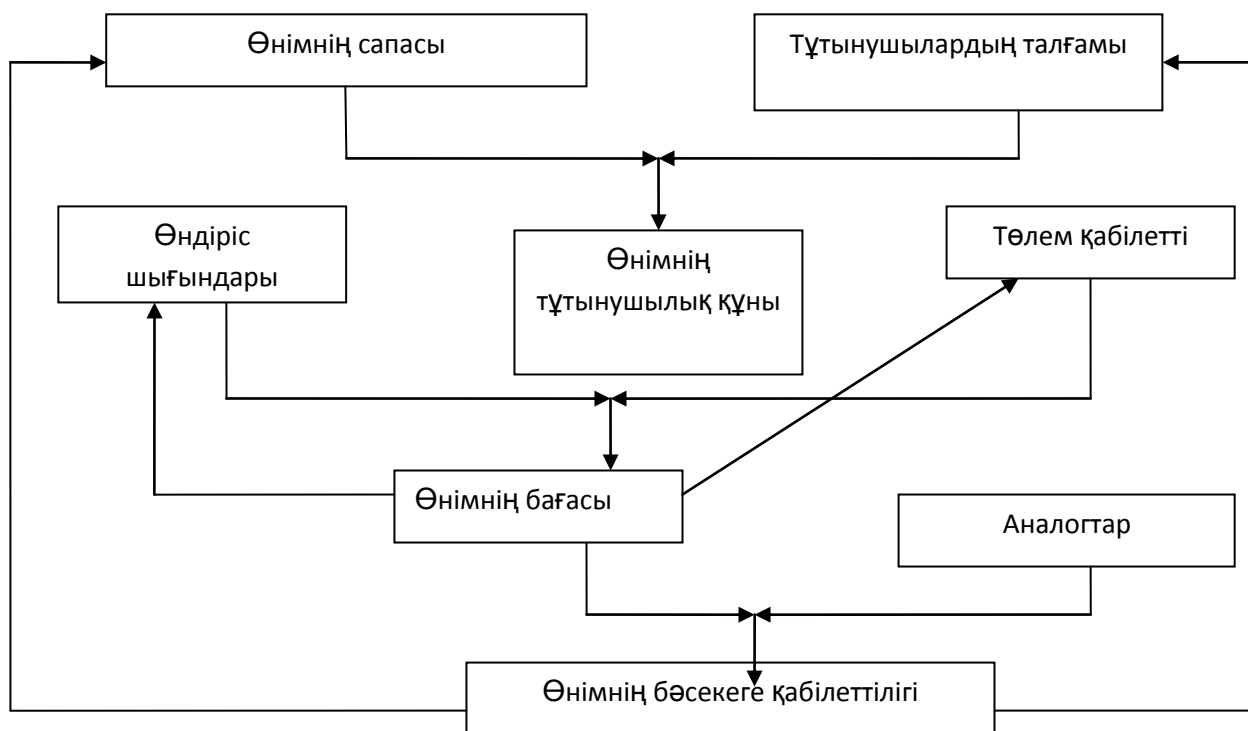 Өнімнің сапасы
Тұтынушылардың талғамы
Өндіріс
шығындары
Өнімнің
тұтынушылық құны
Төлем қабілетті
Өнімнің бағасы
Аналогтар
Өнімнің бәсекеге қабілеттілігі